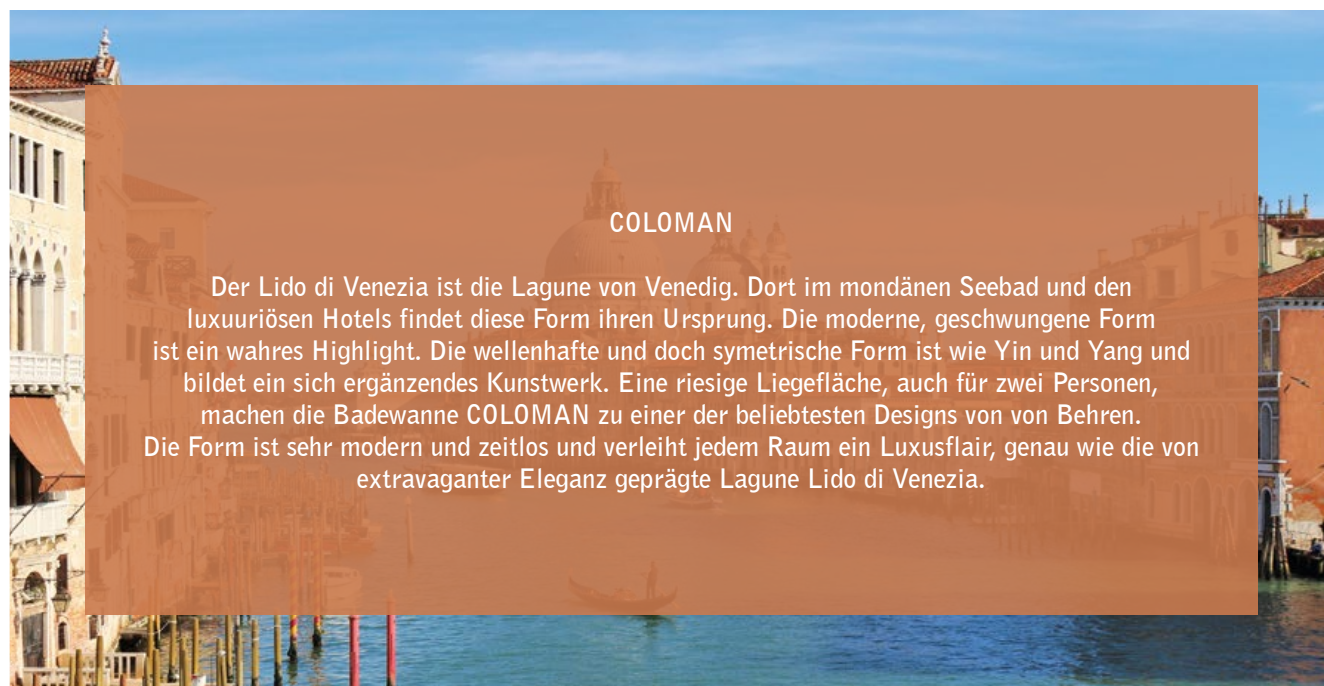 COLOMAN
Der Lido di Venezia ist die Lagune von Venedig. Dort im mondänen Seebad und den
luxuuriösen Hotels findet diese Form ihren Ursprung. Die moderne, geschwungene Form
ist ein wahres Highlight. Die wellenhafte und doch symetrische Form ist wie Yin und Yang und
bildet ein sich ergänzendes Kunstwerk. Eine riesige Liegefläche, auch für zwei Personen,
machen die Badewanne COLOMAN zu einer der beliebtesten Designs von von Behren.
Die Form ist sehr modern und zeitlos und verleiht jedem Raum ein Luxusflair, genau wie die von
extravaganter Eleganz geprägte Lagune Lido di Venezia.